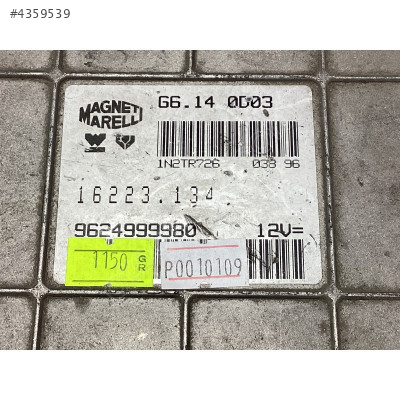 #4359539
MAGNETI
MARELLI
G6.14 0D03
1N2TR726 038 96
16223.134
9624999980 12V=
1150 GR
P0010109